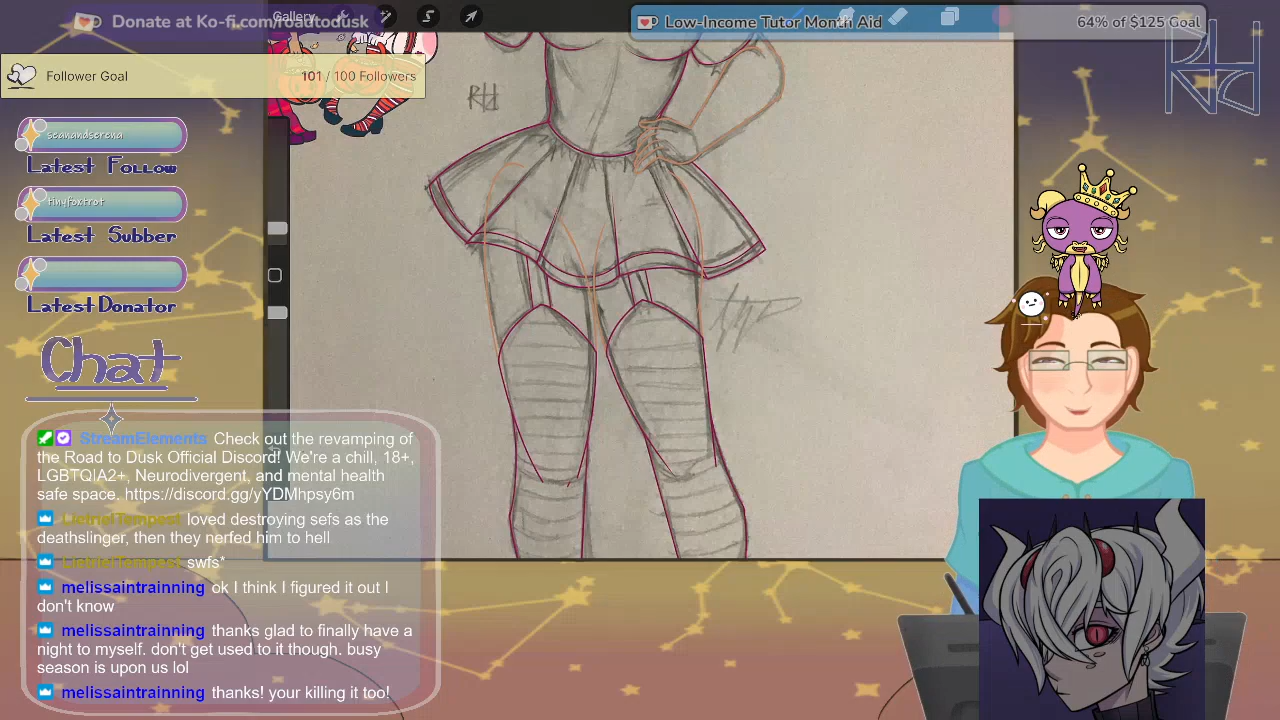 Donate at Ko-fi.com/roadtodusk
Gallery
Low-Income Tutor Month Aid
64% of $125 Goal
Follower Goal
101 / 100 Followers
RHD
RHD
seanandserena
Latest Follow
tinyfoxtrot
Latest Subber
Latest Donator
Chat
StreamElements Check out the revamping of
the Road to Dusk Official Discord! We're a chill, 18+,
LGBTQIA2+, Neurodivergent, and mental health
safe space. https://discord.gg/yYDMhpsy6m
LietrielTempest loved destroying sefs as the
deathslinger, then they nerfed him to hell
LietrielTempest swfs*
melissaintrainning ok I think I figured it out I
don't know
melissaintrainning thanks glad to finally have a
night to myself. don't get used to it though. busy
season is upon us lol
melissaintrainning thanks! your killing it too!